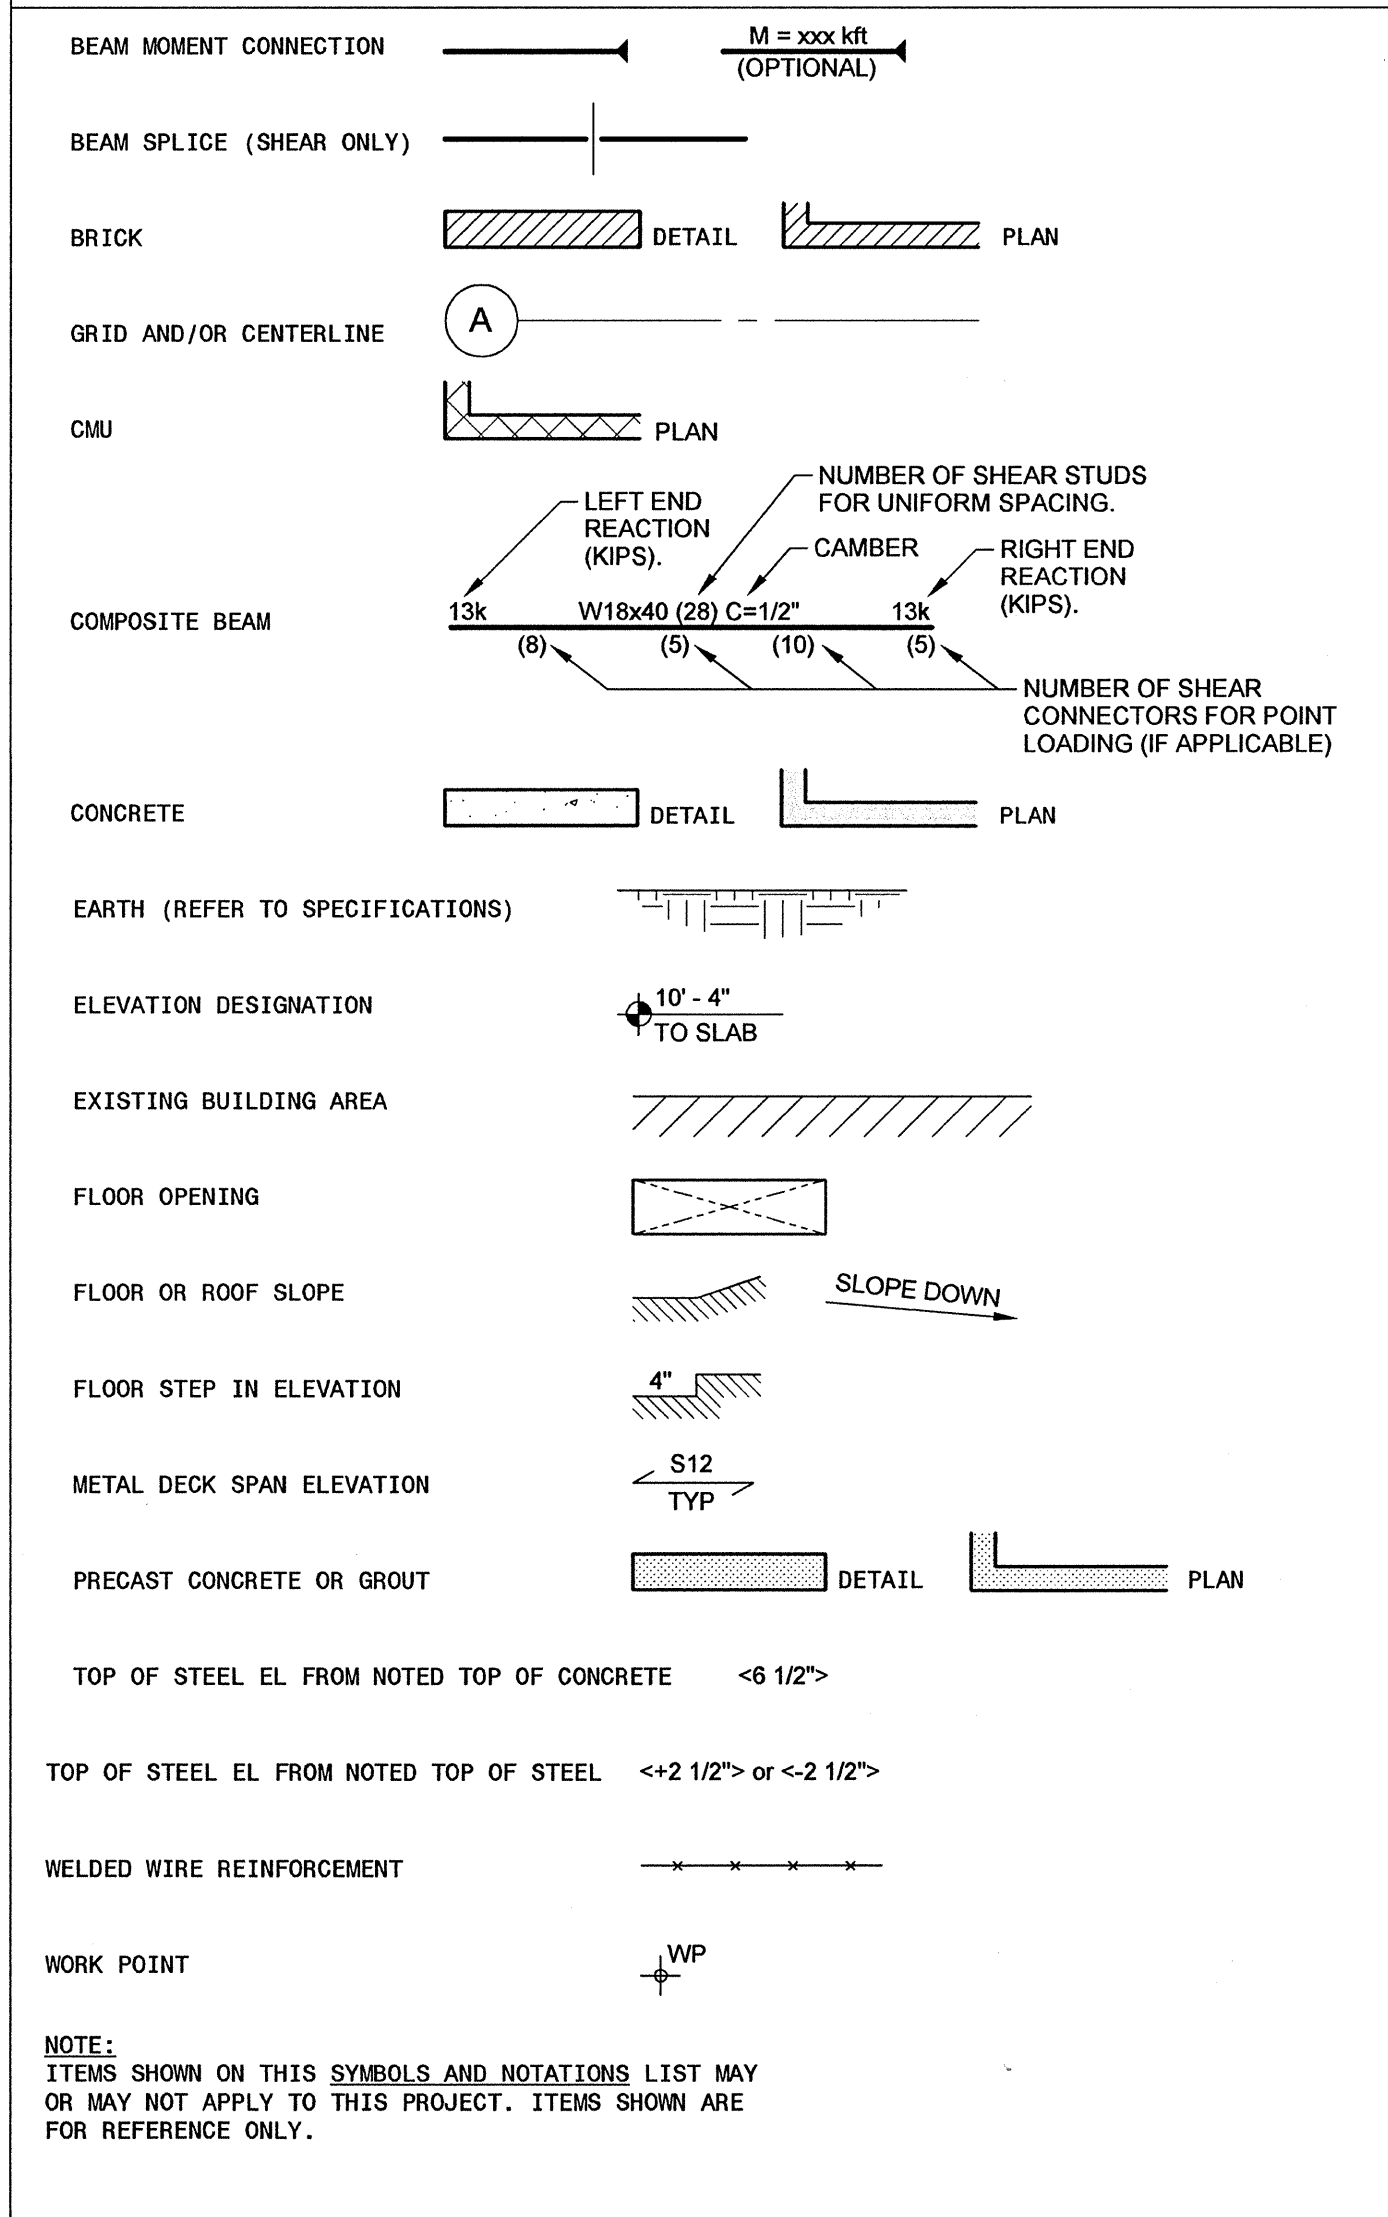 BEAM MOMENT CONNECTION
M = xxx kft
(OPTIONAL)
BEAM SPLICE (SHEAR ONLY)
BRICK
DETAIL
PLAN
GRID AND/OR CENTERLINE
A
CMU
PLAN
NUMBER OF SHEAR STUDS
FOR UNIFORM SPACING.
LEFT END
REACTION
(KIPS).
CAMBER
RIGHT END
REACTION
(KIPS).
COMPOSITE BEAM
13k
W18x40 (28) C=1/2"
13k
(8)
(5)
(10)
(5)
NUMBER OF SHEAR
CONNECTORS FOR POINT
LOADING (IF APPLICABLE)
CONCRETE
DETAIL
PLAN
EARTH (REFER TO SPECIFICATIONS)
ELEVATION DESIGNATION
10' - 4"
TO SLAB
EXISTING BUILDING AREA
FLOOR OPENING
FLOOR OR ROOF SLOPE
SLOPE DOWN
FLOOR STEP IN ELEVATION
4"
METAL DECK SPAN ELEVATION
S12
TYP
PRECAST CONCRETE OR GROUT
DETAIL
PLAN
TOP OF STEEL EL FROM NOTED TOP OF CONCRETE <6 1/2">
TOP OF STEEL EL FROM NOTED TOP OF STEEL <+2 1/2"> or <-2 1/2">
WELDED WIRE REINFORCEMENT
WORK POINT
WP
NOTE:
ITEMS SHOWN ON THIS SYMBOLS AND NOTATIONS LIST MAY
OR MAY NOT APPLY TO THIS PROJECT. ITEMS SHOWN ARE
FOR REFERENCE ONLY.